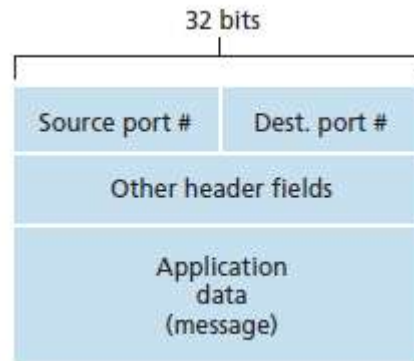 32 bits
Source port # Dest. port #
Other header fields
Application
data
(message)